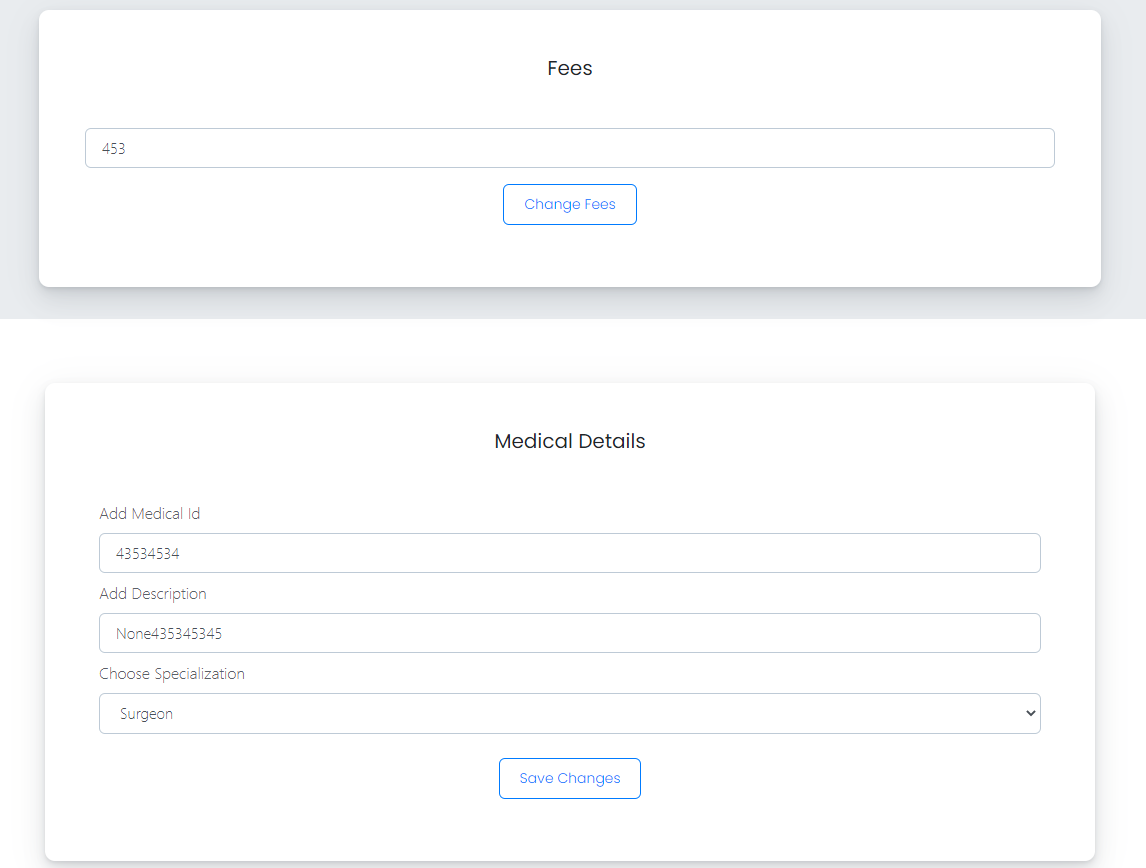 Fees
453
Change Fees
Medical Details
Add Medical Id
43534534
Add Description
None435345345
Choose Specialization
Surgeon
Save Changes